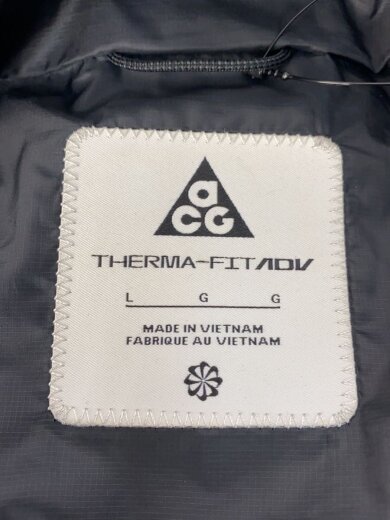 aCG
THERMA-FITADV
L G G
MADE IN VIETNAM
FABRIQUE AU VIETNAM